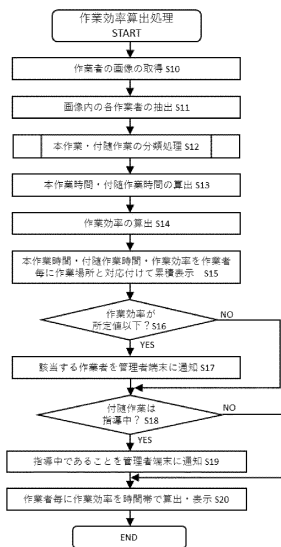 作業効率算出処理
START
作業者の画像の取得 S10
画像内の各作業者の抽出 S11
本作業・付随作業の分類処理 S12
本作業時間・付随作業時間の算出 S13
作業効率の算出 S14
本作業時間・付随作業時間・作業効率を作業者
毎に作業場所と対応付けて累積表示 S15
作業効率が
所定値以下？S16
NO
YES
該当する作業者を管理者端末に通知 S17
付随作業は
指導中？ S18
NO
YES
指導中であることを管理者端末に通知 S19
作業者毎に作業効率を時間帯で算出・表示 S20
END